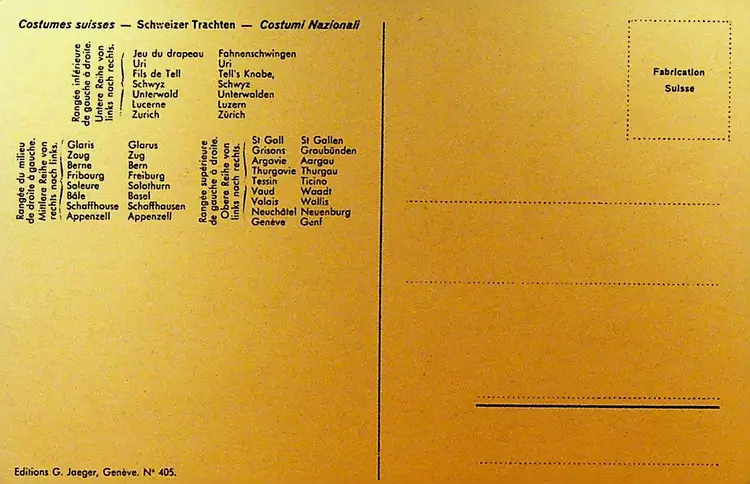 Costumes suisses — Schweizer Trachten — Costumi Nazionali
Rangée inférieure
de gauche à droite.
Untere Reihe von
links nach rechts.
Jeu du drapeau Fahnenschwingen
Uri Uri
Fils de Tell Tell's Knabe,
Schwyz Schwyz
Unterwald Unterwalden
Lucerne Luzern
Zurich Zürich
Rangée du milieu
de droite à gauche.
Mittlere Reihe von
rechts nach links.
Glaris Glarus
Zoug Zug
Berne Bern
Fribourg Freiburg
Soleure Solothurn
Bâle Basel
Schaffhouse Schaffhausen
Appenzell Appenzell
Rangée supérieure
de gauche à droite.
Obere Reihe von
links nach rechts.
St Gall St Gallen
Grisons Graubünden
Argovie Aargau
Thurgovie Thurgau
Tessin Ticino
Vaud Waadt
Valais Wallis
Neuchâtel Neuenburg
Genève Genf
Fabrication
Suisse
Editions G. Jaeger, Genève. N° 405.